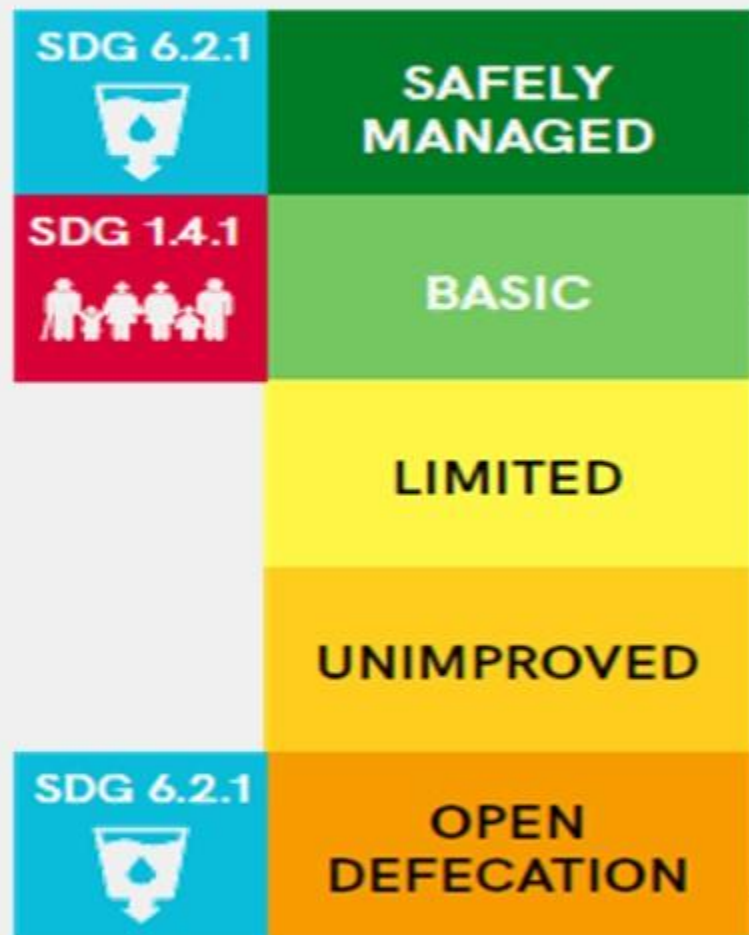 SDG 6.2.1
SAFELY
MANAGED
SDG 1.4.1
BASIC
LIMITED
UNIMPROVED
SDG 6.2.1
OPEN
DEFECATION